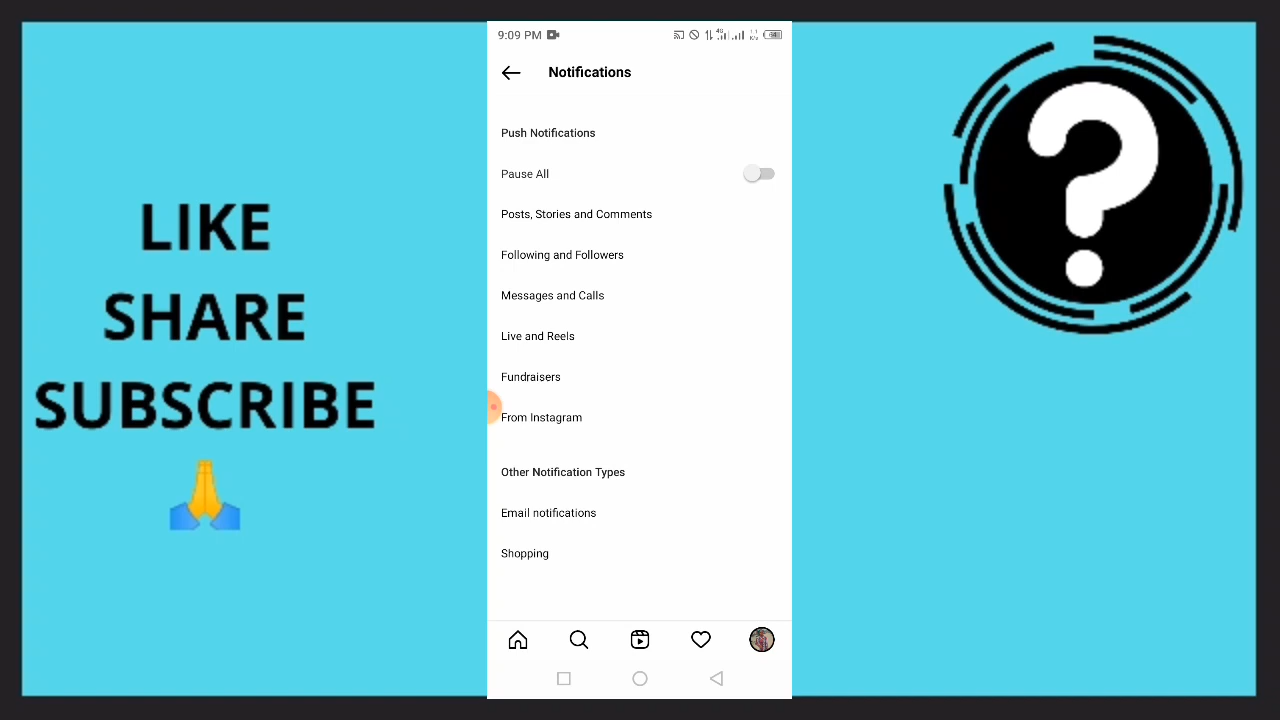 LIKE
SHARE
SUBSCRIBE
9:09 PM
Notifications
Push Notifications
Pause All
Posts, Stories and Comments
Following and Followers
Messages and Calls
Live and Reels
Fundraisers
From Instagram
Other Notification Types
Email notifications
Shopping
?